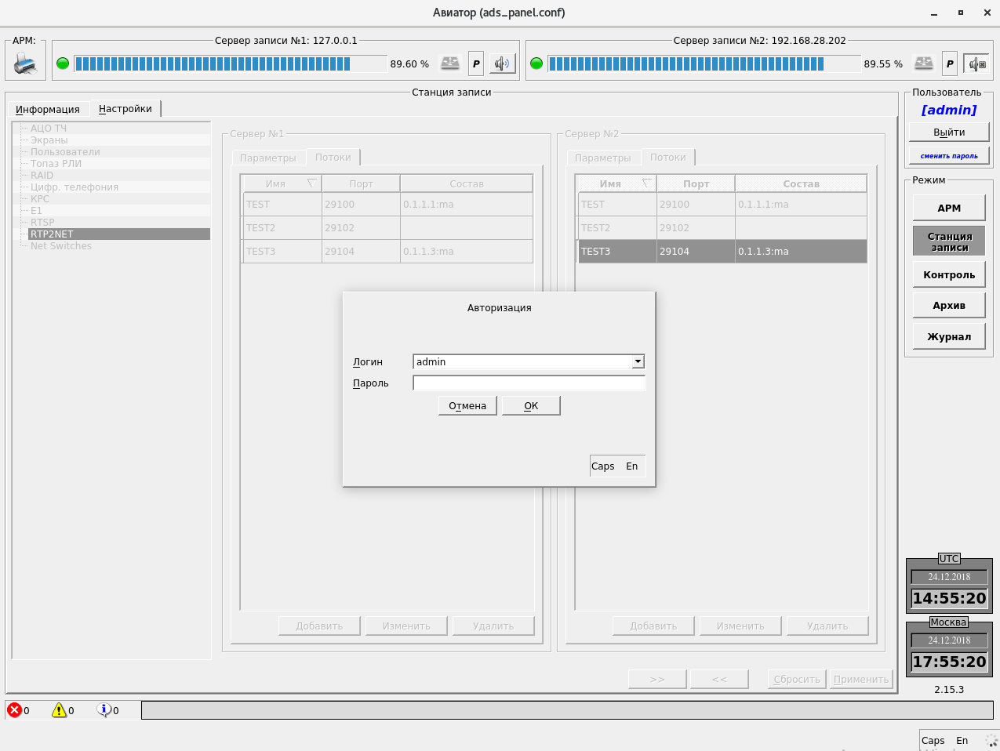 Авиатор (ads_panel.conf)
АРМ:
Сервер записи №1: 127.0.0.1
89.60 %
P
Сервер записи №2: 192.168.28.202
89.55 %
P
Станция записи
Информация
Настройки
АЦО ТЧ
Экраны
Пользователи
Топаз РЛИ
RAID
Цифр. телефония
КРС
E1
RTSP
RTP2NET
Net Switches
Сервер №1
Параметры
Потоки
Имя Порт Состав
TEST 29100 0.1.1.1:ma
TEST2 29102
TEST3 29104 0.1.1.3:ma
Добавить Изменить Удалить
Сервер №2
Параметры
Потоки
Имя Порт Состав
TEST 29100 0.1.1.1:ma
TEST2 29102
TEST3 29104 0.1.1.3:ma
Добавить Изменить Удалить
Авторизация
Логин admin
Пароль
Отмена ОК
Caps En
>> << Сбросить Применить
Пользователь
[admin]
Выйти
сменить пароль
Режим
АРМ
Станция
записи
Контроль
Архив
Журнал
UTC
24.12.2018
14:55:20
Москва
24.12.2018
17:55:20
2.15.3
0 0 0
Caps En